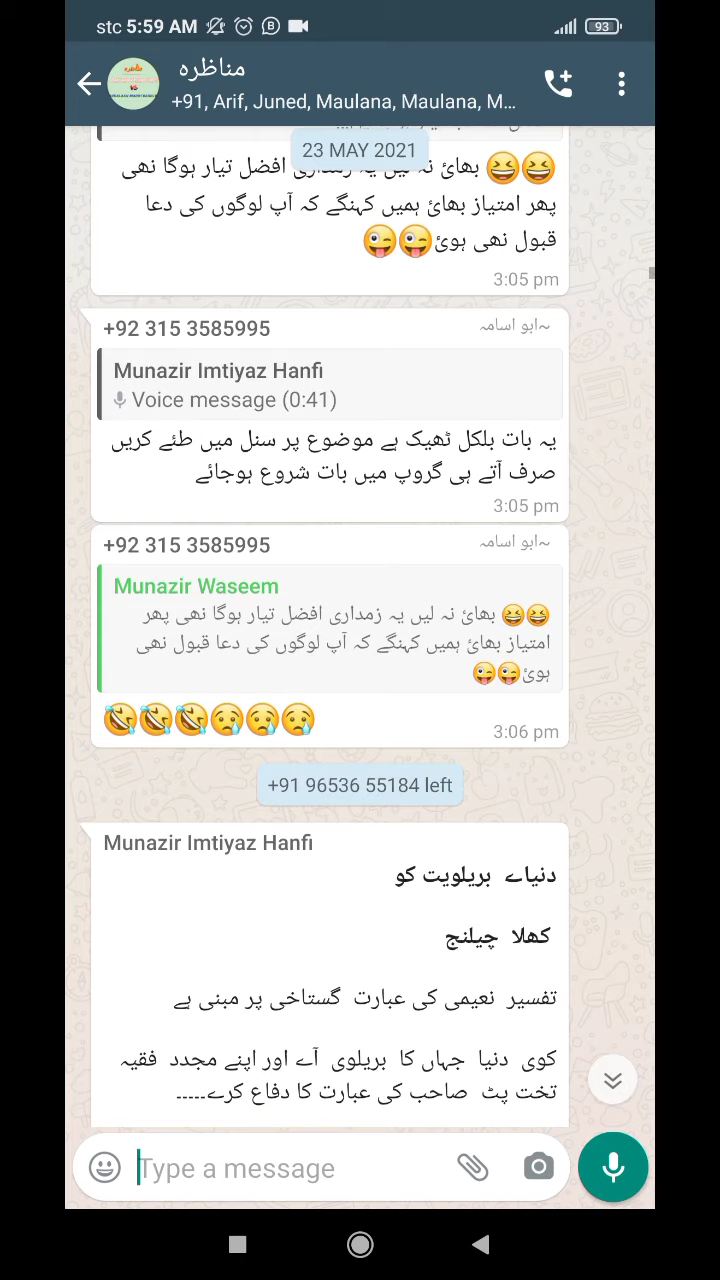 stc 5:59 AM
93
مناظرہ
+91, Arif, Juned, Maulana, Maulana, M...
23 MAY 2021
😆😆 بھائ نہ لیں یہ زمداری افضل تیار ہوگا نھی
پھر امتیاز بھائ ہمیں کہنگے کہ آپ لوگوں کی دعا
قبول نھی ہوئ😜😜
3:05 pm
+92 315 3585995
~ابو اسامہ
Munazir Imtiyaz Hanfi
Voice message (0:41)
یہ بات بلکل ٹھیک ہے موضوع پر سنل میں طئے کریں
صرف آتے ہی گروپ میں بات شروع ہوجائے
3:05 pm
+92 315 3585995
~ابو اسامہ
Munazir Waseem
😆😆 بھائ نہ لیں یہ زمداری افضل تیار ہوگا نھی پھر
امتیاز بھائ ہمیں کہنگے کہ آپ لوگوں کی دعا قبول نھی
ہوئ😜😜
🤣🤣🤣😢😢😢
3:06 pm
+91 96536 55184 left
Munazir Imtiyaz Hanfi
دنیاے بریلویت کو
کھلا چیلنج
تفسیر نعیمی کی عبارت گستاخی پر مبنی ہے
کوی دنیا جہاں کا بریلوی آے اور اپنے مجدد فقیہ
تخت پٹ صاحب کی عبارت کا دفاع کرے-----
Type a message